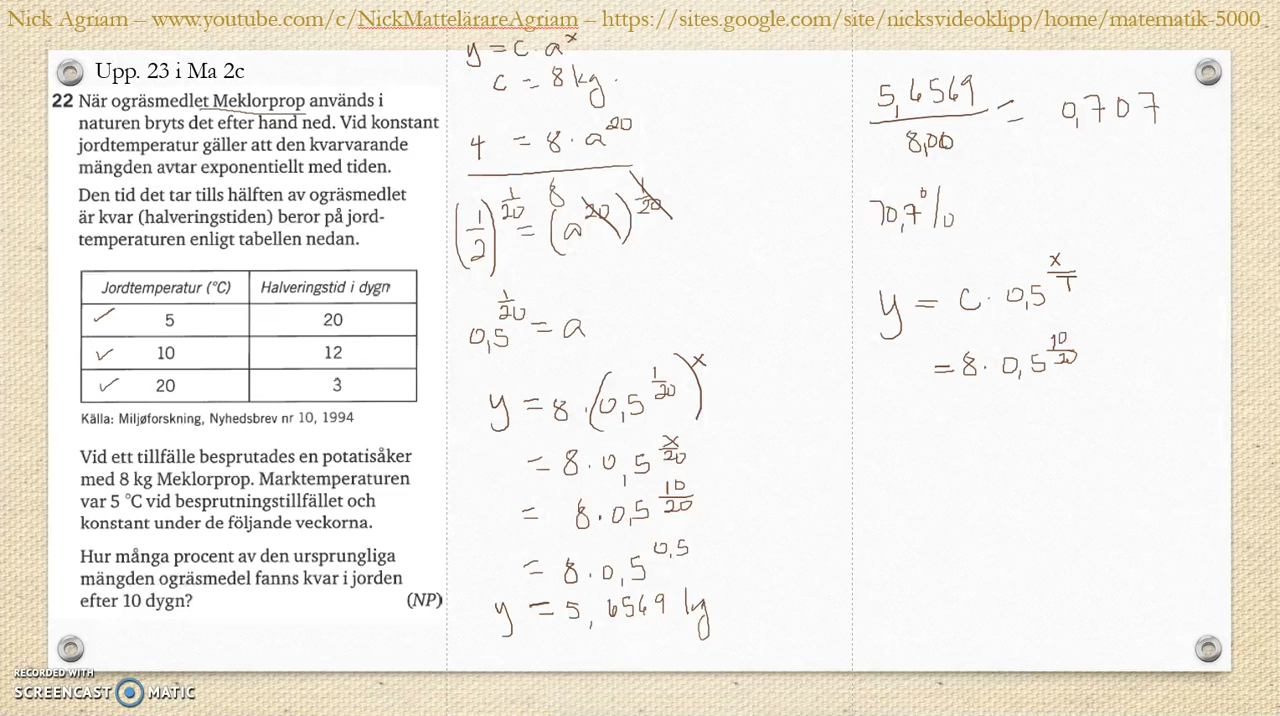 Nick Agriam – www.youtube.com/c/NickMattelärareAgriam – https://sites.google.com/site/nicksvideoklipp/home/matematik-5000
Upp. 23 i Ma 2c
22 När ogräsmedlet Meklorprop används i
naturen bryts det efter hand ned. Vid konstant
jordtemperatur gäller att den kvarvarande
mängden avtar exponentiellt med tiden.
Den tid det tar tills hälften av ogräsmedlet
är kvar (halveringstiden) beror på jord-
temperaturen enligt tabellen nedan.
Jordtemperatur (°C) Halveringstid i dygn
5 20
10 12
20 3
Källa: Miljøforskning, Nyhedsbrev nr 10, 1994
Vid ett tillfälle besprutades en potatisåker
med 8 kg Meklorprop. Marktemperaturen
var 5 °C vid besprutningstillfället och
konstant under de följande veckorna.
Hur många procent av den ursprungliga
mängden ogräsmedel fanns kvar i jorden
efter 10 dygn? (NP)
y = C · a^x
C = 8 kg.
4 = 8 · a^20
8
(1/2)^(1/20) = (a^20)^(1/20)
0,5^(1/20) = a
y = 8 · (0,5^(1/20))^x
= 8 · 0,5^(x/20)
= 8 · 0,5^(10/20)
= 8 · 0,5^0,5
y = 5,6569 kg
5,6569/8,00 = 0,707
70,7%
y = C · 0,5^(x/T)
= 8 · 0,5^(10/20)
RECORDED WITH
SCREENCAST MATIC